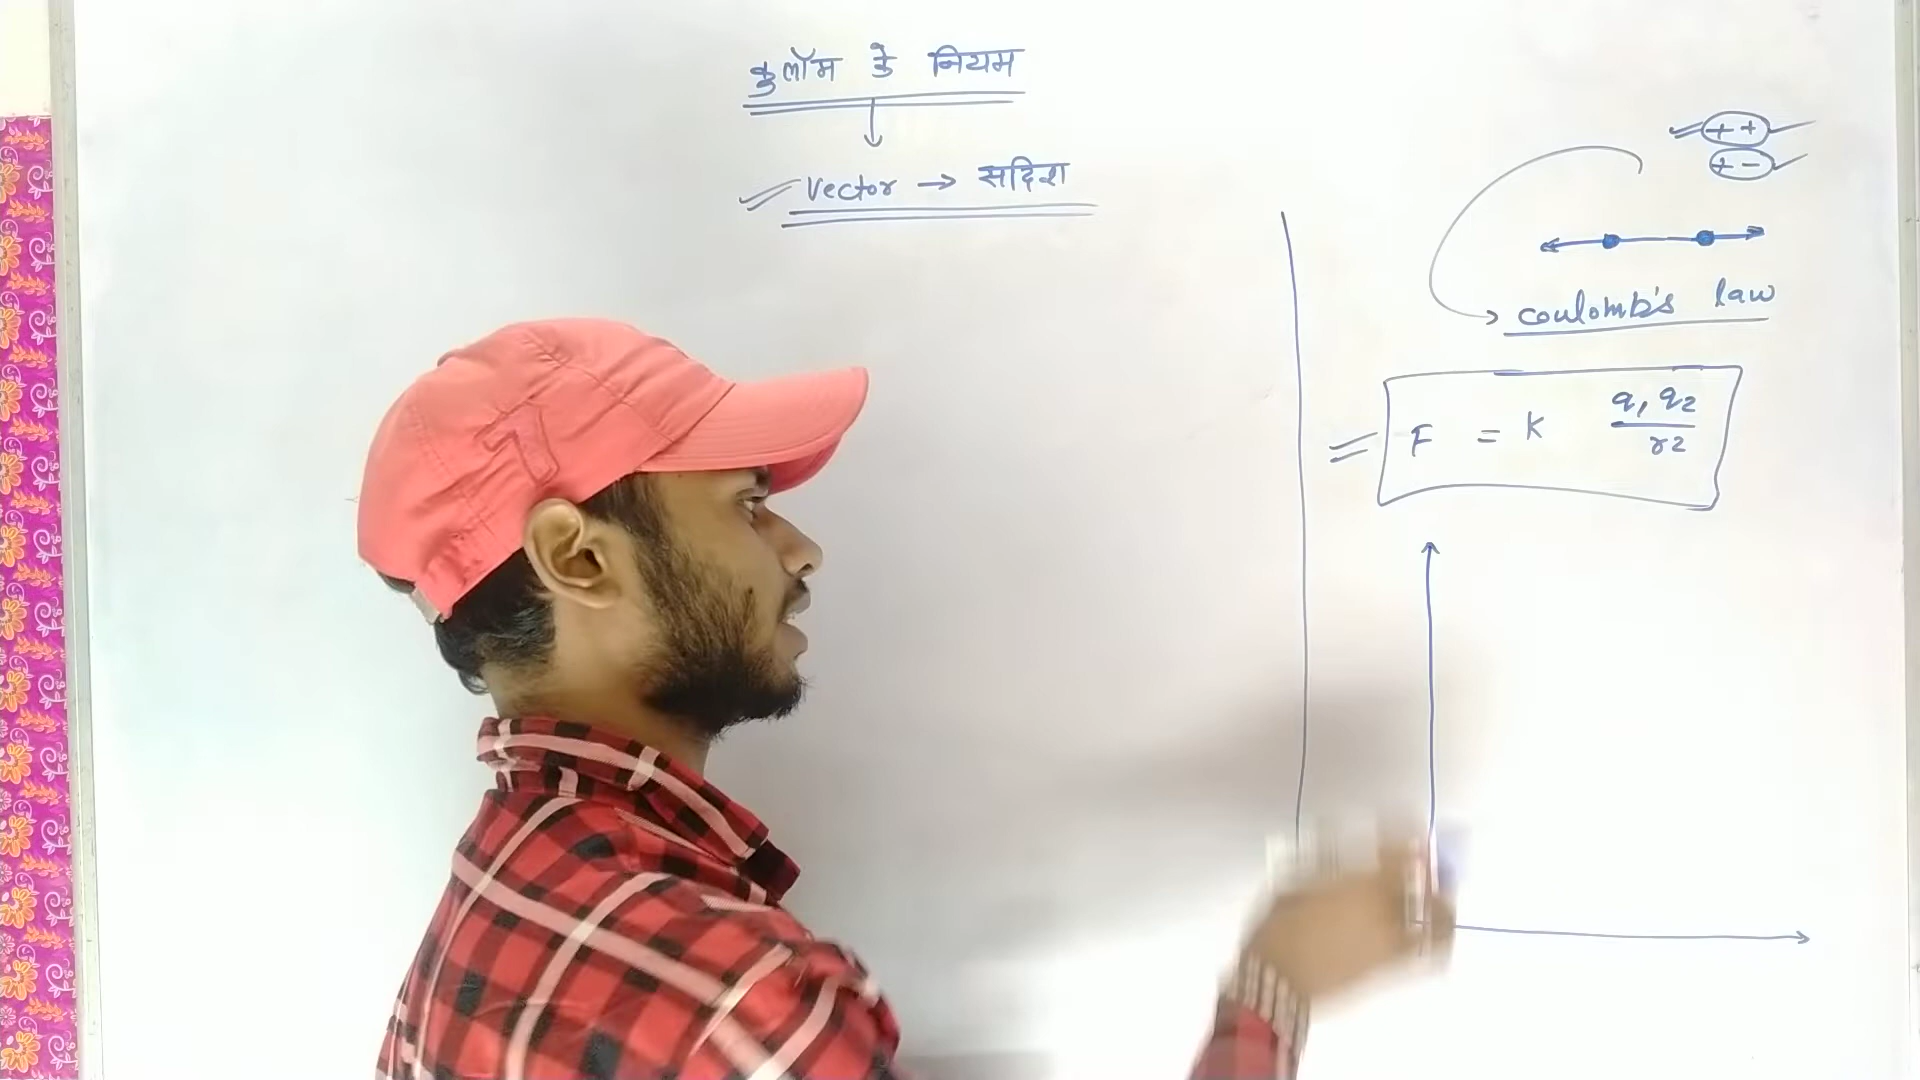 कुलॉम के नियम
vector → सदिश
+ +
+ -
coulomb's law
F = K q1 q2 / r2